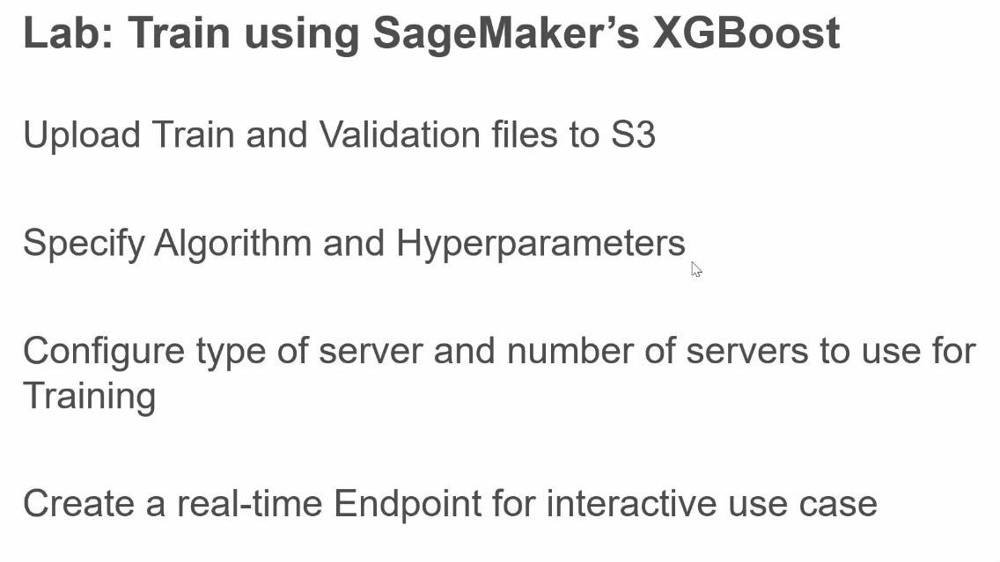 Lab: Train using SageMaker’s XGBoost
Upload Train and Validation files to S3
Specify Algorithm and Hyperparameters
Configure type of server and number of servers to use for
Training
Create a real-time Endpoint for interactive use case